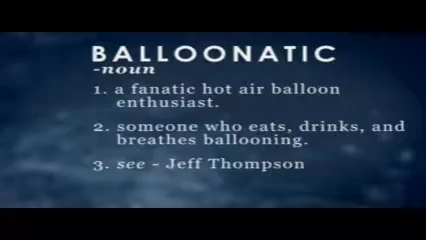 BALLOONATIC
-noun
1. a fanatic hot air balloon
enthusiast.
2. someone who eats, drinks, and
breathes ballooning.
3. see - Jeff Thompson